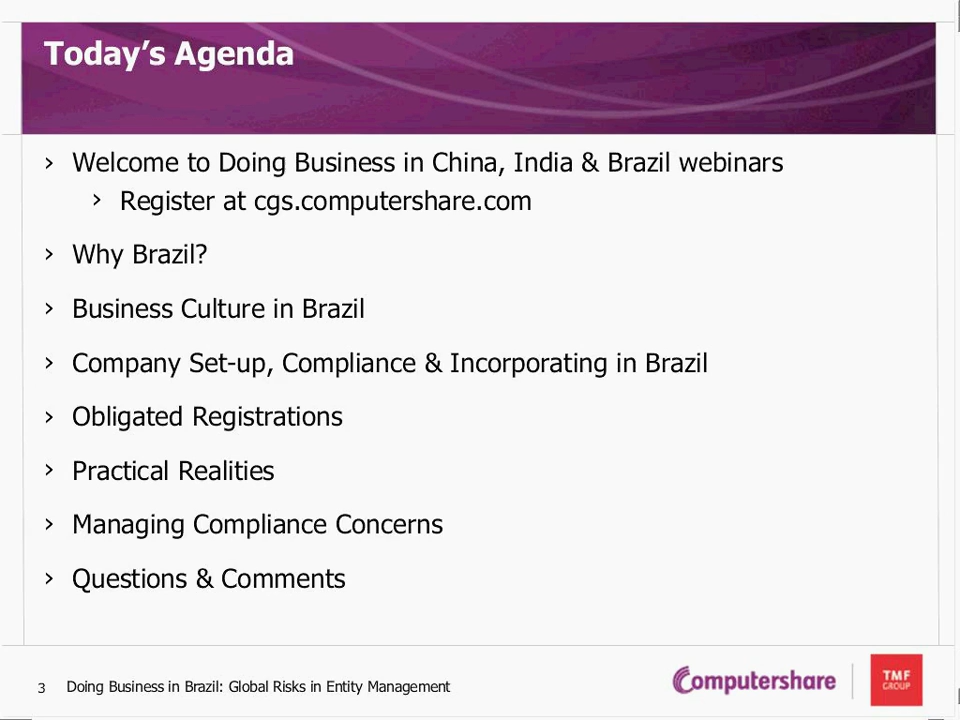 Today’s Agenda
› Welcome to Doing Business in China, India & Brazil webinars
› Register at cgs.computershare.com
› Why Brazil?
› Business Culture in Brazil
› Company Set-up, Compliance & Incorporating in Brazil
› Obligated Registrations
› Practical Realities
› Managing Compliance Concerns
› Questions & Comments
3 Doing Business in Brazil: Global Risks in Entity Management
Computershare
TMF
GROUP